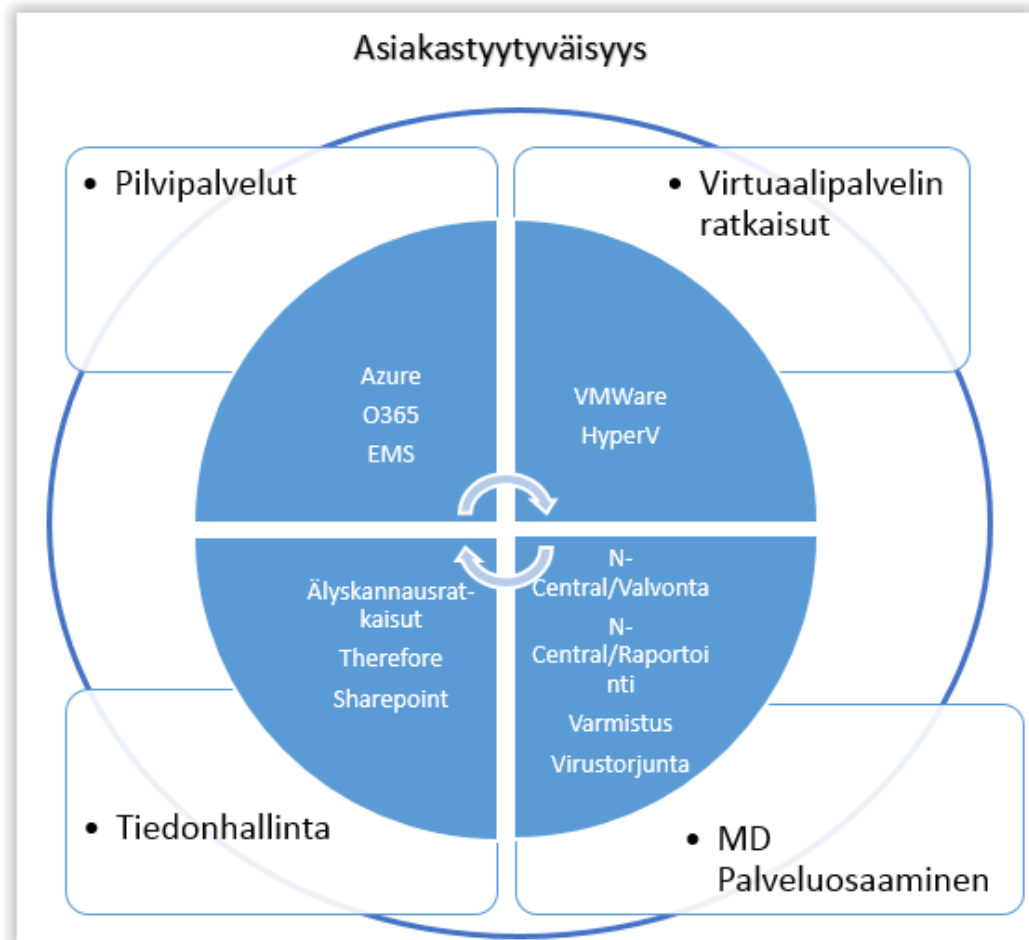 Asiakastyytyväisyys
• Pilvipalvelut
• Virtuaalipalvelin
ratkaisut
Azure
O365
EMS
VMWare
HyperV
Älyskannausrat-
kaisut
Therefore
Sharepoint
N-
Central/Valvonta
N-
Central/Raportoi
nti
Varmistus
Virustorjunta
• Tiedonhallinta
• MD
Palveluosaaminen